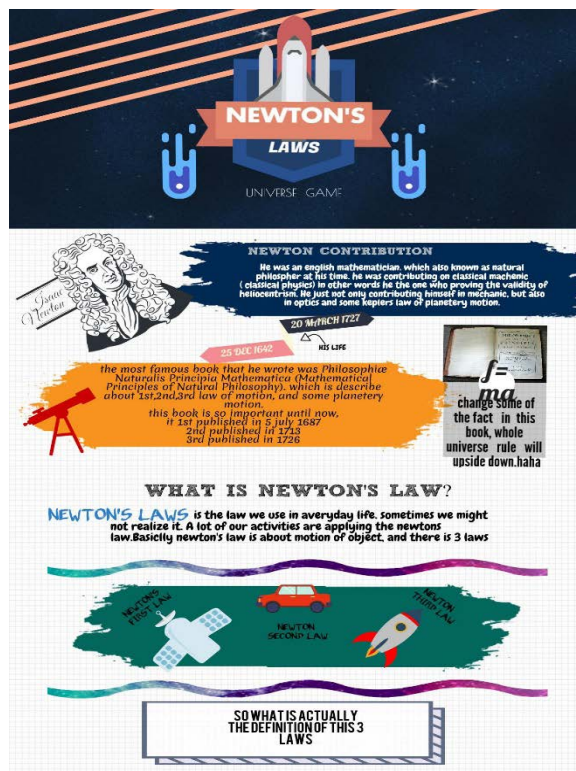 NEWTON'S
LAWS
UNIVERSE GAME
Isaac
Newton
NEWTON CONTRIBUTION
He was an english mathematician. which also known as natural
philospher at his time. he was contributing on classical machenic
( classical physics) in other words he the one who proving the validity of
heliocentrism. He just not only contributing himself in mechanic, but also
in optics and some keplers law of planetery motion.
20 MARCH 1727
25 DEC 1642
HIS LIFE
the most famous book that he wrote was Philosophiæ
Naturalis Principia Mathematica (Mathematical
Principles of Natural Philosophy). which is describe
about 1st,2nd,3rd law of motion, and some planetery
motion.
this book is so important until now,
it 1st published in 5 july 1687
2nd published in 1713
3rd published in 1726
f=
ma
change some of
the fact in this
book, whole
universe rule will
upside down.haha
WHAT IS NEWTON'S LAW?
NEWTON'S LAWS is the law we use in averyday life. sometimes we might
not realize it. A lot of our activities are applying the newtons
law.Basiclly newton's law is about motion of object, and there is 3 laws
NEWTON'S
FIRST LAW
NEWTON
SECOND LAW
NEWTON
THIRD LAW
SO WHAT IS ACTUALLY
THE DEFINITION OF THIS 3
LAWS